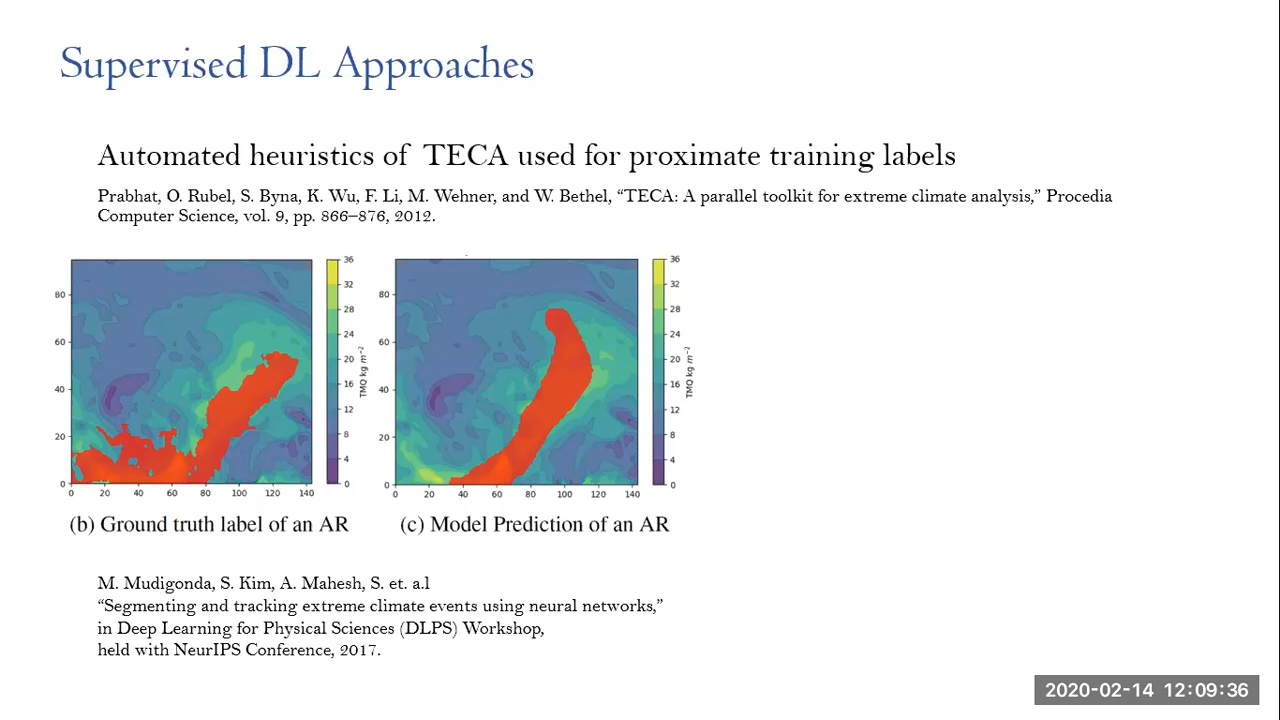 Supervised DL Approaches
Automated heuristics of TECA used for proximate training labels
Prabhat, O. Rubel, S. Byna, K. Wu, F. Li, M. Wehner, and W. Bethel, “TECA: A parallel toolkit for extreme climate analysis,” Procedia
Computer Science, vol. 9, pp. 866–876, 2012.
80
60
40
20
0
0 20 40 60 80 100 120 140
36
32
28
24
20
16
12
8
4
0
TMQ kg m⁻²
(b) Ground truth label of an AR
80
60
40
20
0
0 20 40 60 80 100 120 140
36
32
28
24
20
16
12
8
4
0
TMQ kg m⁻²
(c) Model Prediction of an AR
M. Mudigonda, S. Kim, A. Mahesh, S. et. a.l
“Segmenting and tracking extreme climate events using neural networks,”
in Deep Learning for Physical Sciences (DLPS) Workshop,
held with NeurIPS Conference, 2017.
2020-02-14 12:09:36